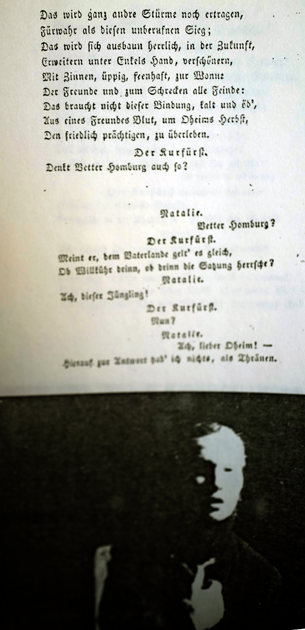 Das wird ganz andre Stürme noch ertragen,
Fürwahr als diesen unberufnen Sieg;
Das wird sich ausbaun herrlich, in der Zukunft,
Erweitern unter Enkels Hand, verschönern,
Mit Zinnen, üppig, feenhaft, zur Wonne
Der Freunde und zum Schrecken aller Feinde:
Das braucht nicht dieser Bindung, kalt und öd',
Aus eines Freundes Blut, um Oheims Herbst,
Den friedlich prächtigen, zu überleben.
Der Kurfürst.
Denkt Vetter Homburg auch so?
Natalie.
Vetter Homburg?
Der Kurfürst.
Meint er, dem Vaterlande gelt' es gleich,
Ob Willkühr drinn, ob drinn die Satzung herrsche?
Natalie.
Ach, dieser Jüngling!
Der Kurfürst.
Nun?
Natalie.
Ach, lieber Oheim! —
Hierauf zur Antwort hab' ich nichts, als Thränen.